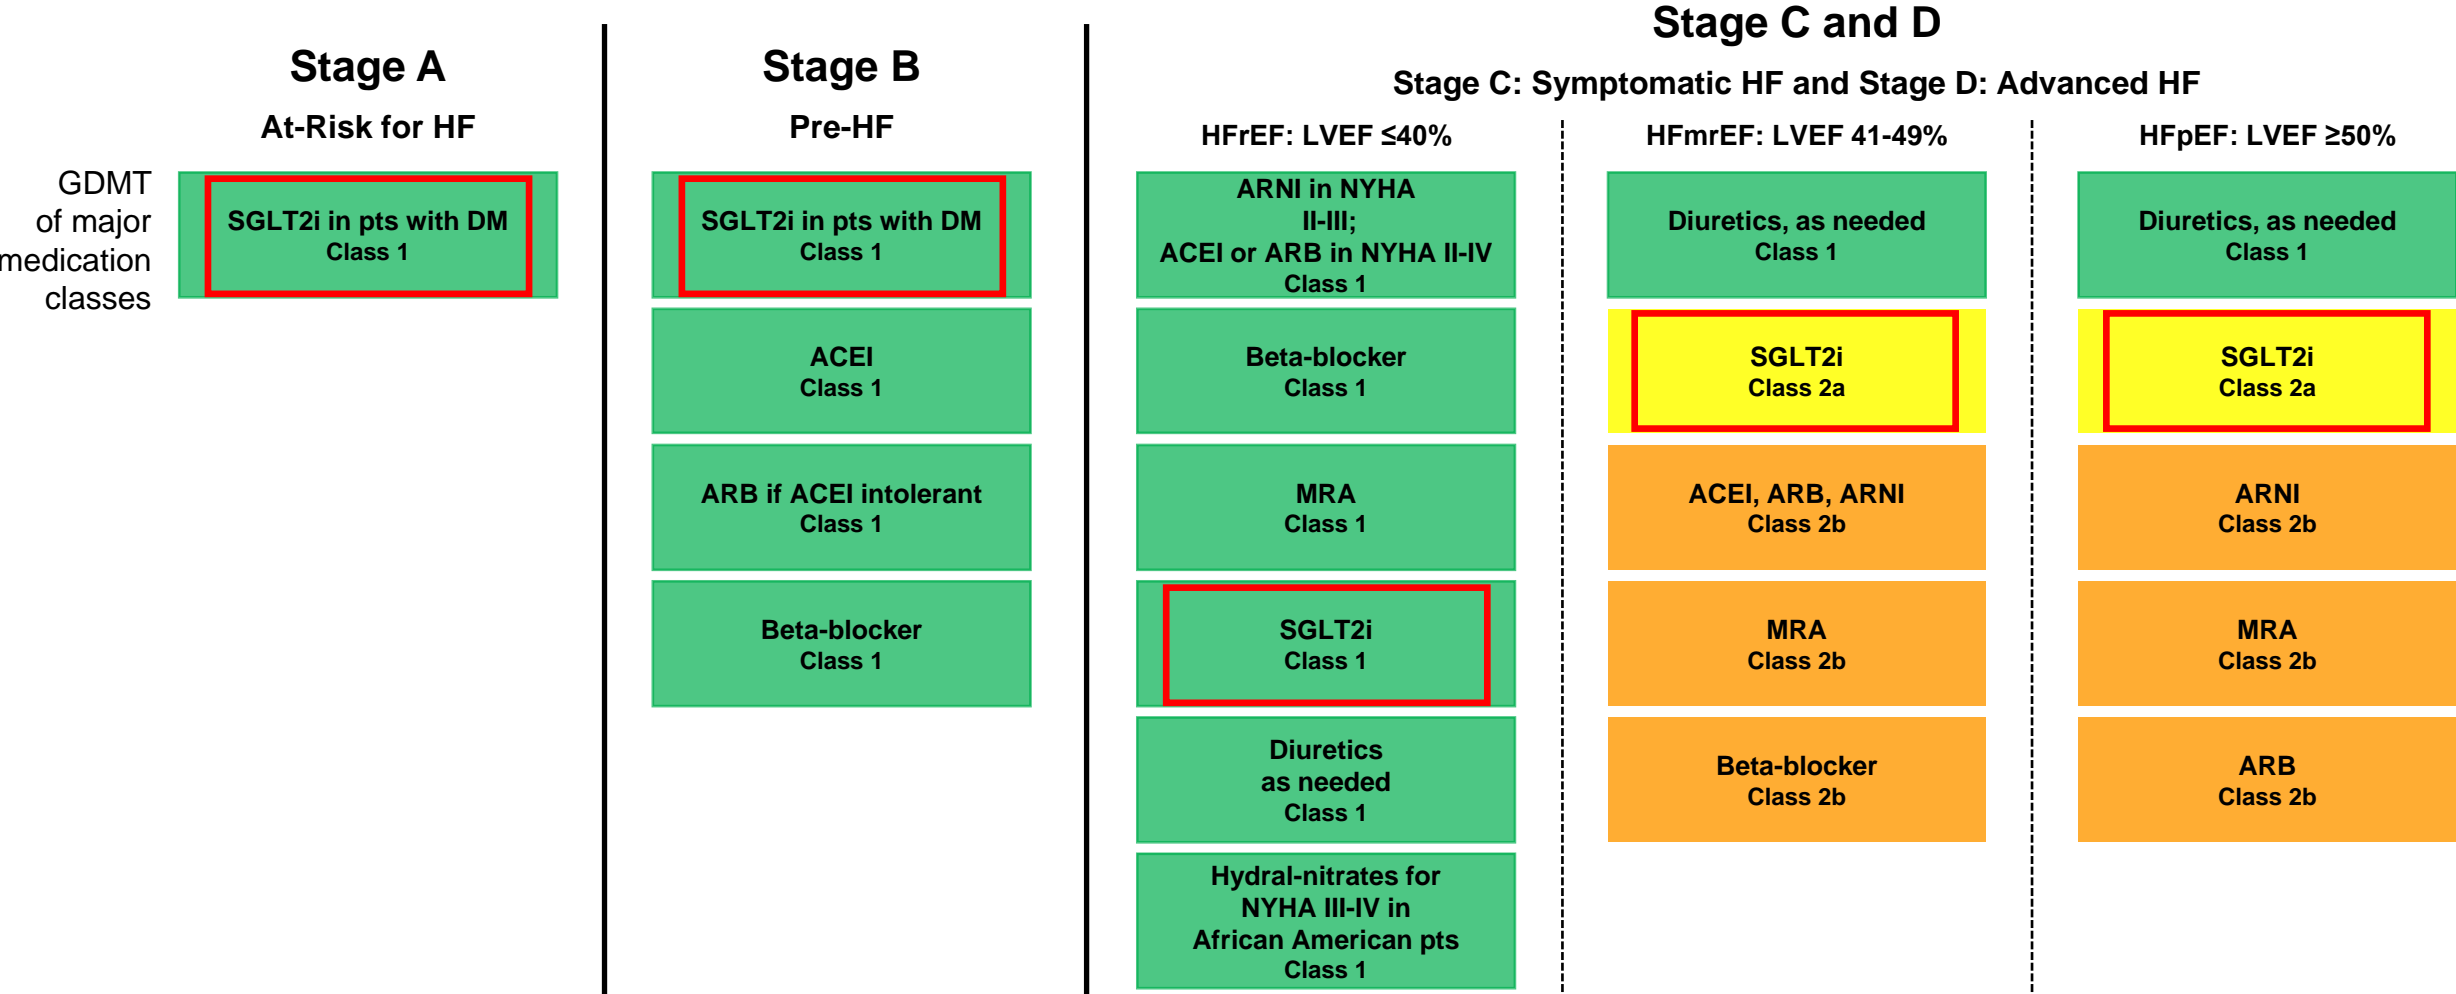 Stage A
At-Risk for HF
GDMT
of major
medication
classes
SGLT2i in pts with DM
Class 1
Stage B
Pre-HF
SGLT2i in pts with DM
Class 1
ACEI
Class 1
ARB if ACEI intolerant
Class 1
Beta-blocker
Class 1
Stage C and D
Stage C: Symptomatic HF and Stage D: Advanced HF
HFrEF: LVEF ≤40%
ARNI in NYHA
II-III;
ACEI or ARB in NYHA II-IV
Class 1
Beta-blocker
Class 1
MRA
Class 1
SGLT2i
Class 1
Diuretics
as needed
Class 1
Hydral-nitrates for
NYHA III-IV in
African American pts
Class 1
HFmrEF: LVEF 41-49%
Diuretics, as needed
Class 1
SGLT2i
Class 2a
ACEI, ARB, ARNI
Class 2b
MRA
Class 2b
Beta-blocker
Class 2b
HFpEF: LVEF ≥50%
Diuretics, as needed
Class 1
SGLT2i
Class 2a
ARNI
Class 2b
MRA
Class 2b
ARB
Class 2b